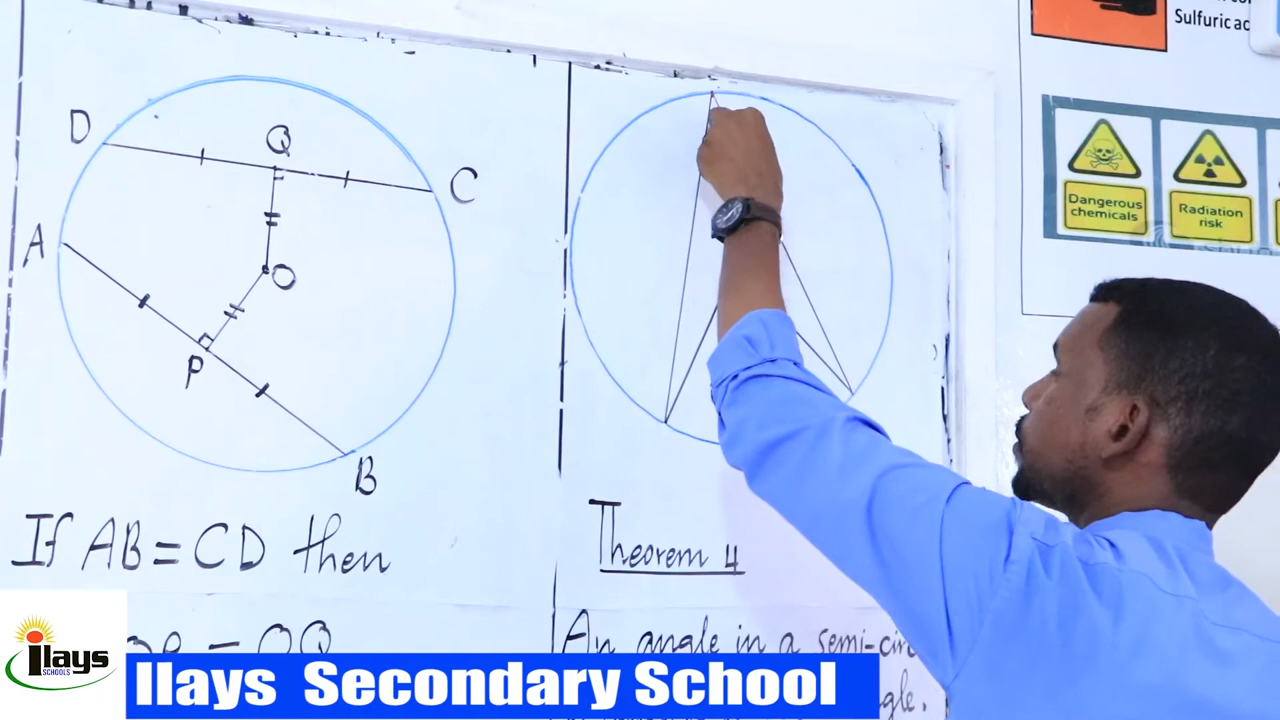 D
Q
C
A
O
P
B
If AB = CD then
OQ
Theorem 4
An angle in a semi-circ
gle.
Sulfuric ac
Dangerous
chemicals
Radiation
risk
ilays
SCHOOLS
Ilays Secondary School